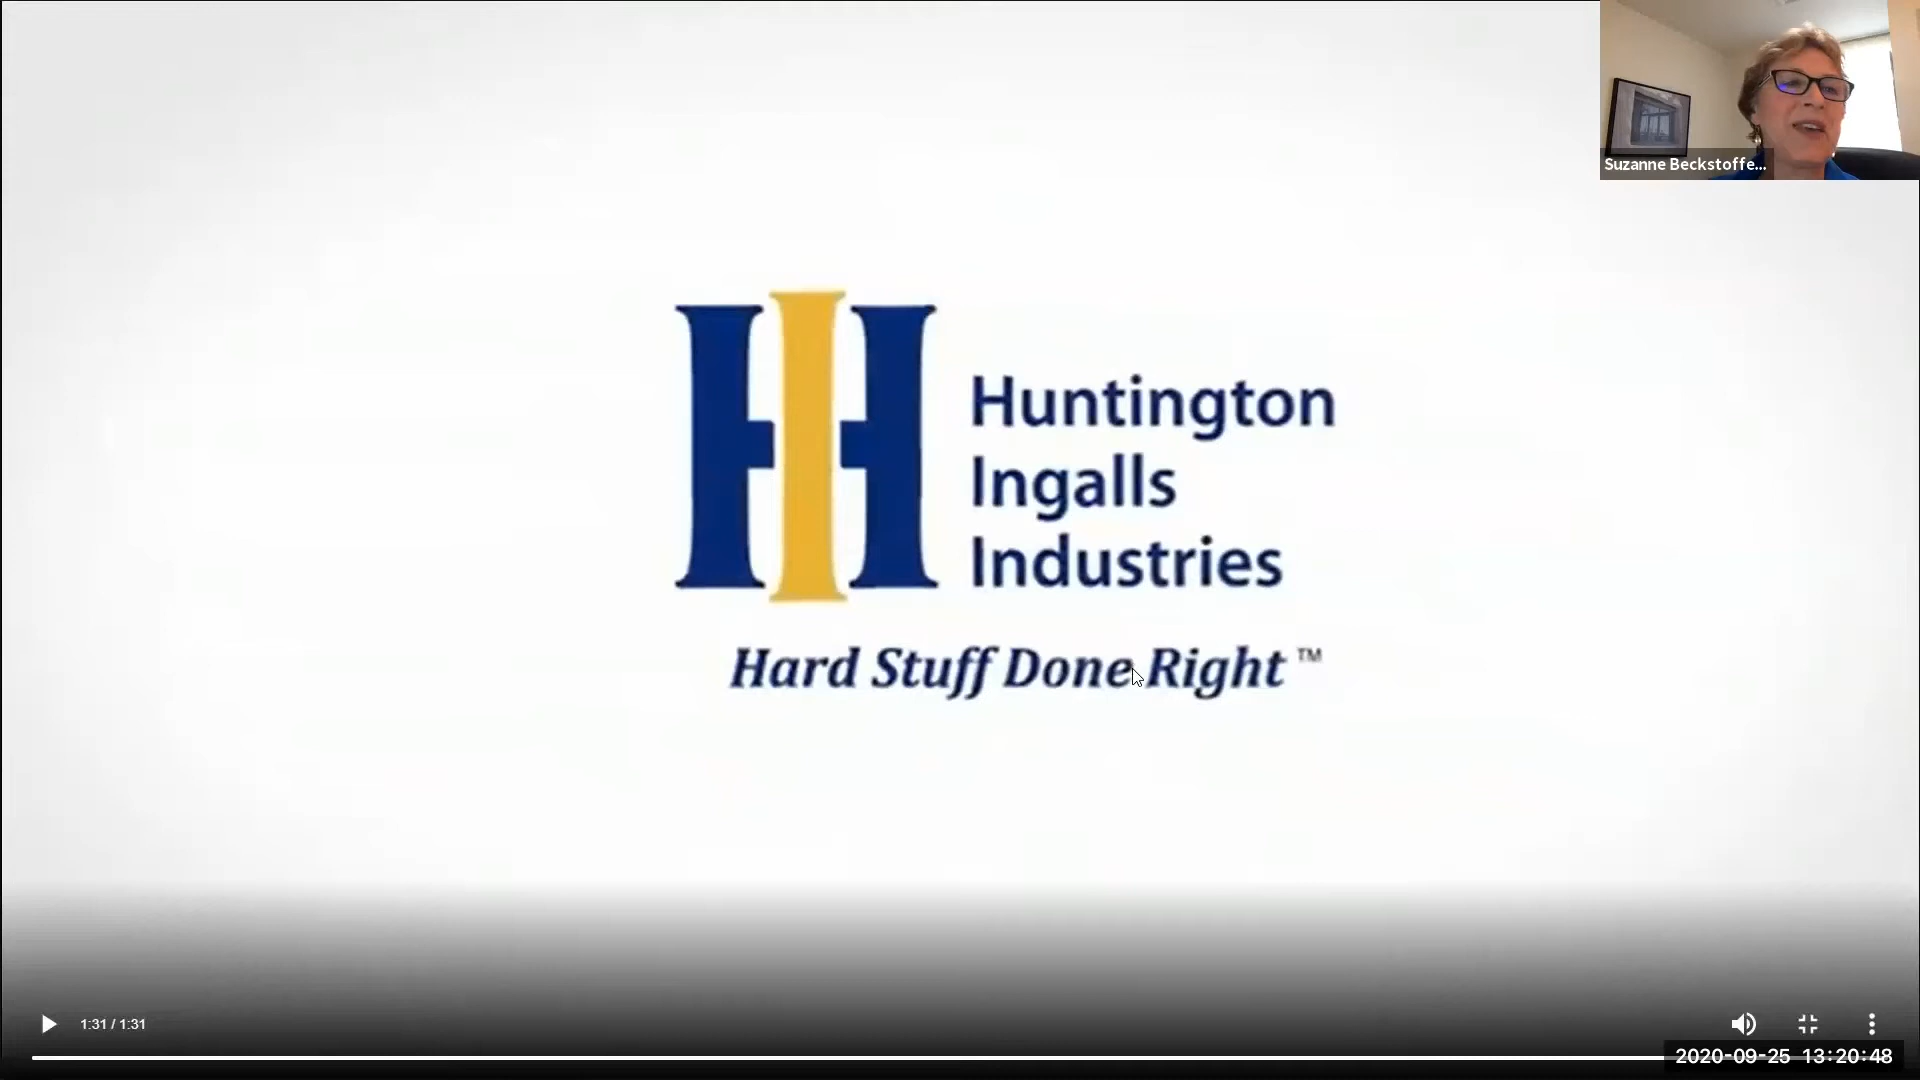 Suzanne Beckstoffe...
Huntington
Ingalls
Industries
Hard Stuff Done Right ™
1:31 / 1:31
2020-09-25 13:20:48